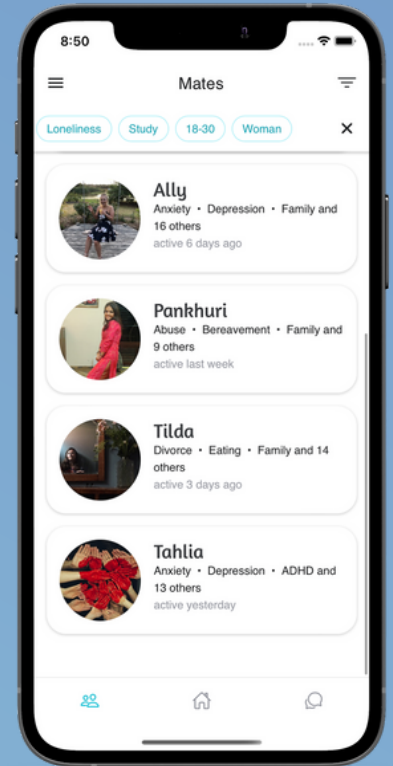 8:50
Mates
Loneliness Study 18-30 Woman
Ally
Anxiety • Depression • Family and
16 others
active 6 days ago
Pankhuri
Abuse • Bereavement • Family and
9 others
active last week
Tilda
Divorce • Eating • Family and 14
others
active 3 days ago
Tahlia
Anxiety • Depression • ADHD and
13 others
active yesterday